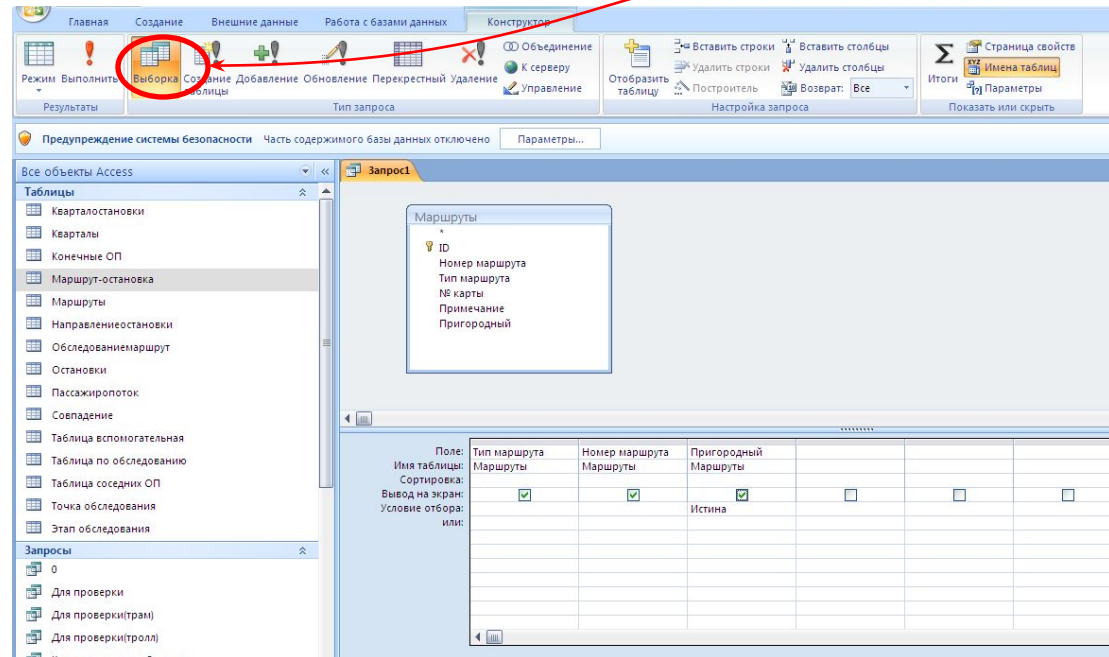 Главная Создание Внешние данные Работа с базами данных Конструктор
Режим Выполнить Выборка Создание таблицы Добавление Обновление Перекрестный Удаление
Объединение
К серверу
Управление
Отобразить таблицу
Вставить строки
Удалить строки
Построитель
Вставить столбцы
Удалить столбцы
Возврат: Все
Итоги
Страница свойств
Имена таблиц
Параметры
Результаты Тип запроса Настройка запроса Показать или скрыть
Предупреждение системы безопасности Часть содержимого базы данных отключено Параметры...
Все объекты Access
Таблицы
Кварталостановки
Кварталы
Конечные ОП
Маршрут-остановка
Маршруты
Направлениеостановки
Обследованиемаршрут
Остановки
Пассажиропоток
Совпадение
Таблица вспомогательная
Таблица по обследованию
Таблица соседних ОП
Точка обследования
Этап обследования
Запросы
0
Для проверки
Для проверки(трам)
Для проверки(тролл)
Запрос1
Маршруты
*
ID
Номер маршрута
Тип маршрута
№ карты
Примечание
Пригородный
Поле: Тип маршрута Номер маршрута Пригородный
Имя таблицы: Маршруты Маршруты Маршруты
Сортировка:
Вывод на экран:
Условие отбора: Истина
или: